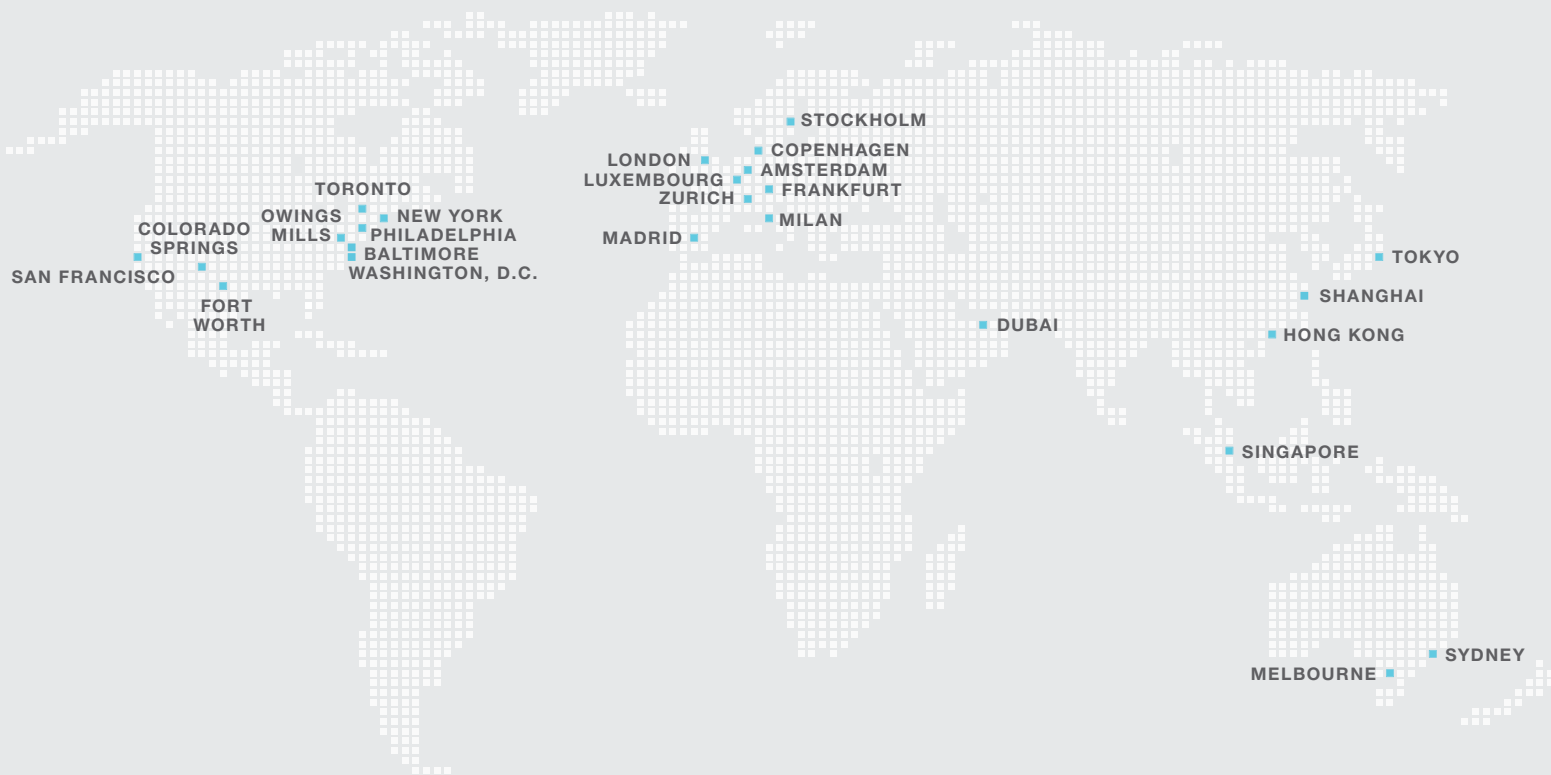 STOCKHOLM
COPENHAGEN
LONDON
AMSTERDAM
LUXEMBOURG
FRANKFURT
ZURICH
MILAN
MADRID
TORONTO
OWINGS
MILLS
NEW YORK
PHILADELPHIA
BALTIMORE
WASHINGTON, D.C.
COLORADO
SPRINGS
SAN FRANCISCO
FORT
WORTH
DUBAI
TOKYO
SHANGHAI
HONG KONG
SINGAPORE
SYDNEY
MELBOURNE